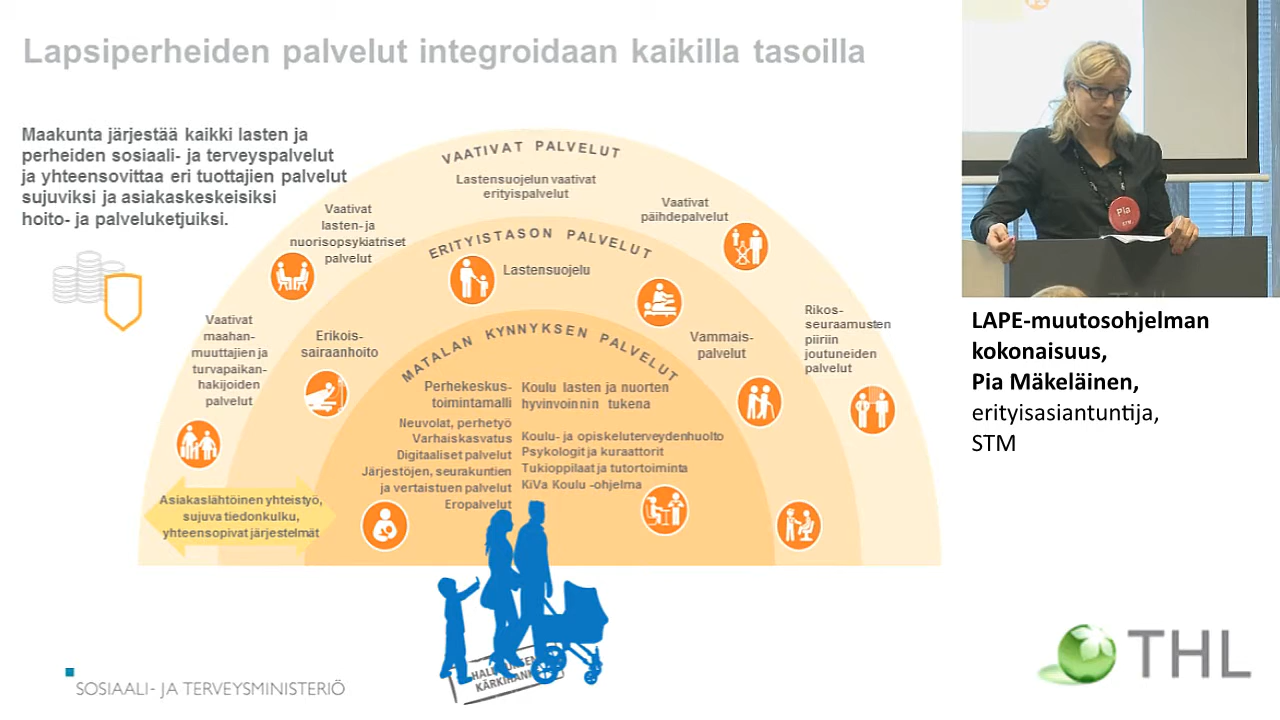 Lapsiperheiden palvelut integroidaan kaikilla tasoilla
Maakunta järjestää kaikki lasten ja
perheiden sosiaali- ja terveyspalvelut
ja yhteensovittaa eri tuottajien palvelut
sujuviksi ja asiakaskeskeisiksi
hoito- ja palveluketjuiksi.
VAATIVAT PALVELUT
Lastensuojelun vaativat
erityispalvelut
Vaativat
lasten- ja
nuorisopsykiatriset
palvelut
Vaativat
päihdepalvelut
Vaativat
maahan-
muuttajien ja
turvapaikan-
hakijoiden
palvelut
Rikos-
seuraamusten
piiriin
joutuneiden
palvelut
ERITYISTASON PALVELUT
Lastensuojelu
Erikois-
sairaanhoito
Vammais-
palvelut
MATALAN KYNNYKSEN PALVELUT
Perhekeskus-
toimintamalli
Neuvolat, perhetyö
Varhaiskasvatus
Digitaaliset palvelut
Järjestöjen, seurakuntien
ja vertaistuen palvelut
Eropalvelut
Koulu lasten ja nuorten
hyvinvoinnin tukena
Koulu- ja opiskeluterveydenhuolto
Psykologit ja kuraattorit
Tukioppilaat ja tutortoiminta
KiVa Koulu -ohjelma
Asiakaslähtöinen yhteistyö,
sujuva tiedonkulku,
yhteensopivat järjestelmät
SOSIAALI- JA TERVEYSMINISTERIÖ
Pia
STM
LAPE-muutosohjelman
kokonaisuus,
Pia Mäkeläinen,
erityisasiantuntija,
STM
THL